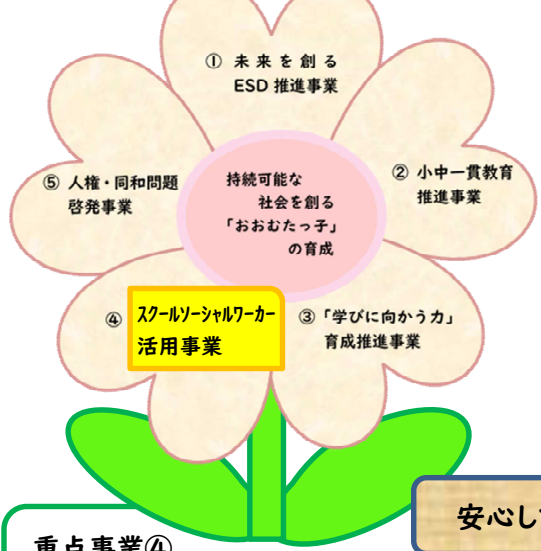 ① 未来を創る
ESD 推進事業
⑤ 人権・同和問題
啓発事業
持続可能な
社会を創る
「おおむたっ子」
の育成
② 小中一貫教育
推進事業
④
スクールソーシャルワーカー
活用事業
③「学びに向かう力」
育成推進事業
重点事業④
安心し